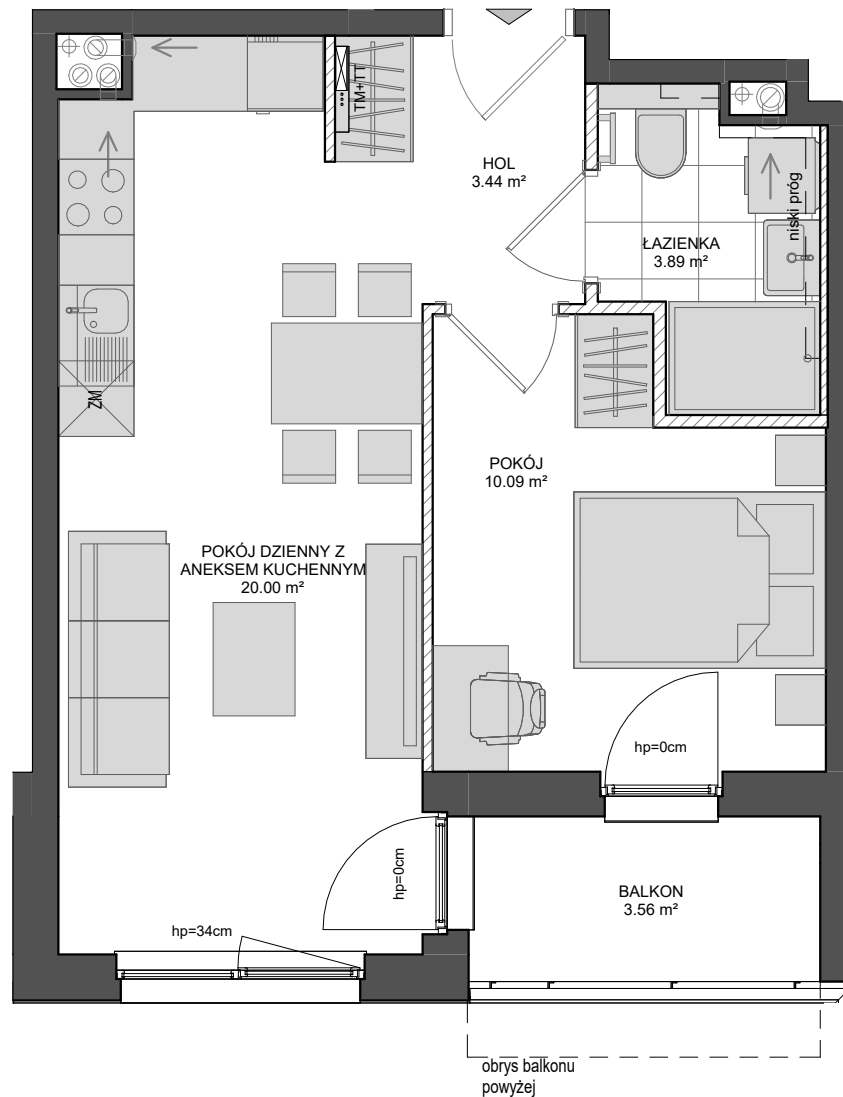 TM+TT
HOL
3.44 m²
niski próg
ŁAZIENKA
3.89 m²
ZM
POKÓJ
10.09 m²
POKÓJ DZIENNY Z
ANEKSEM KUCHENNYM
20.00 m²
hp=0cm
hp=0cm
BALKON
3.56 m²
hp=34cm
obrys balkonu
powyżej